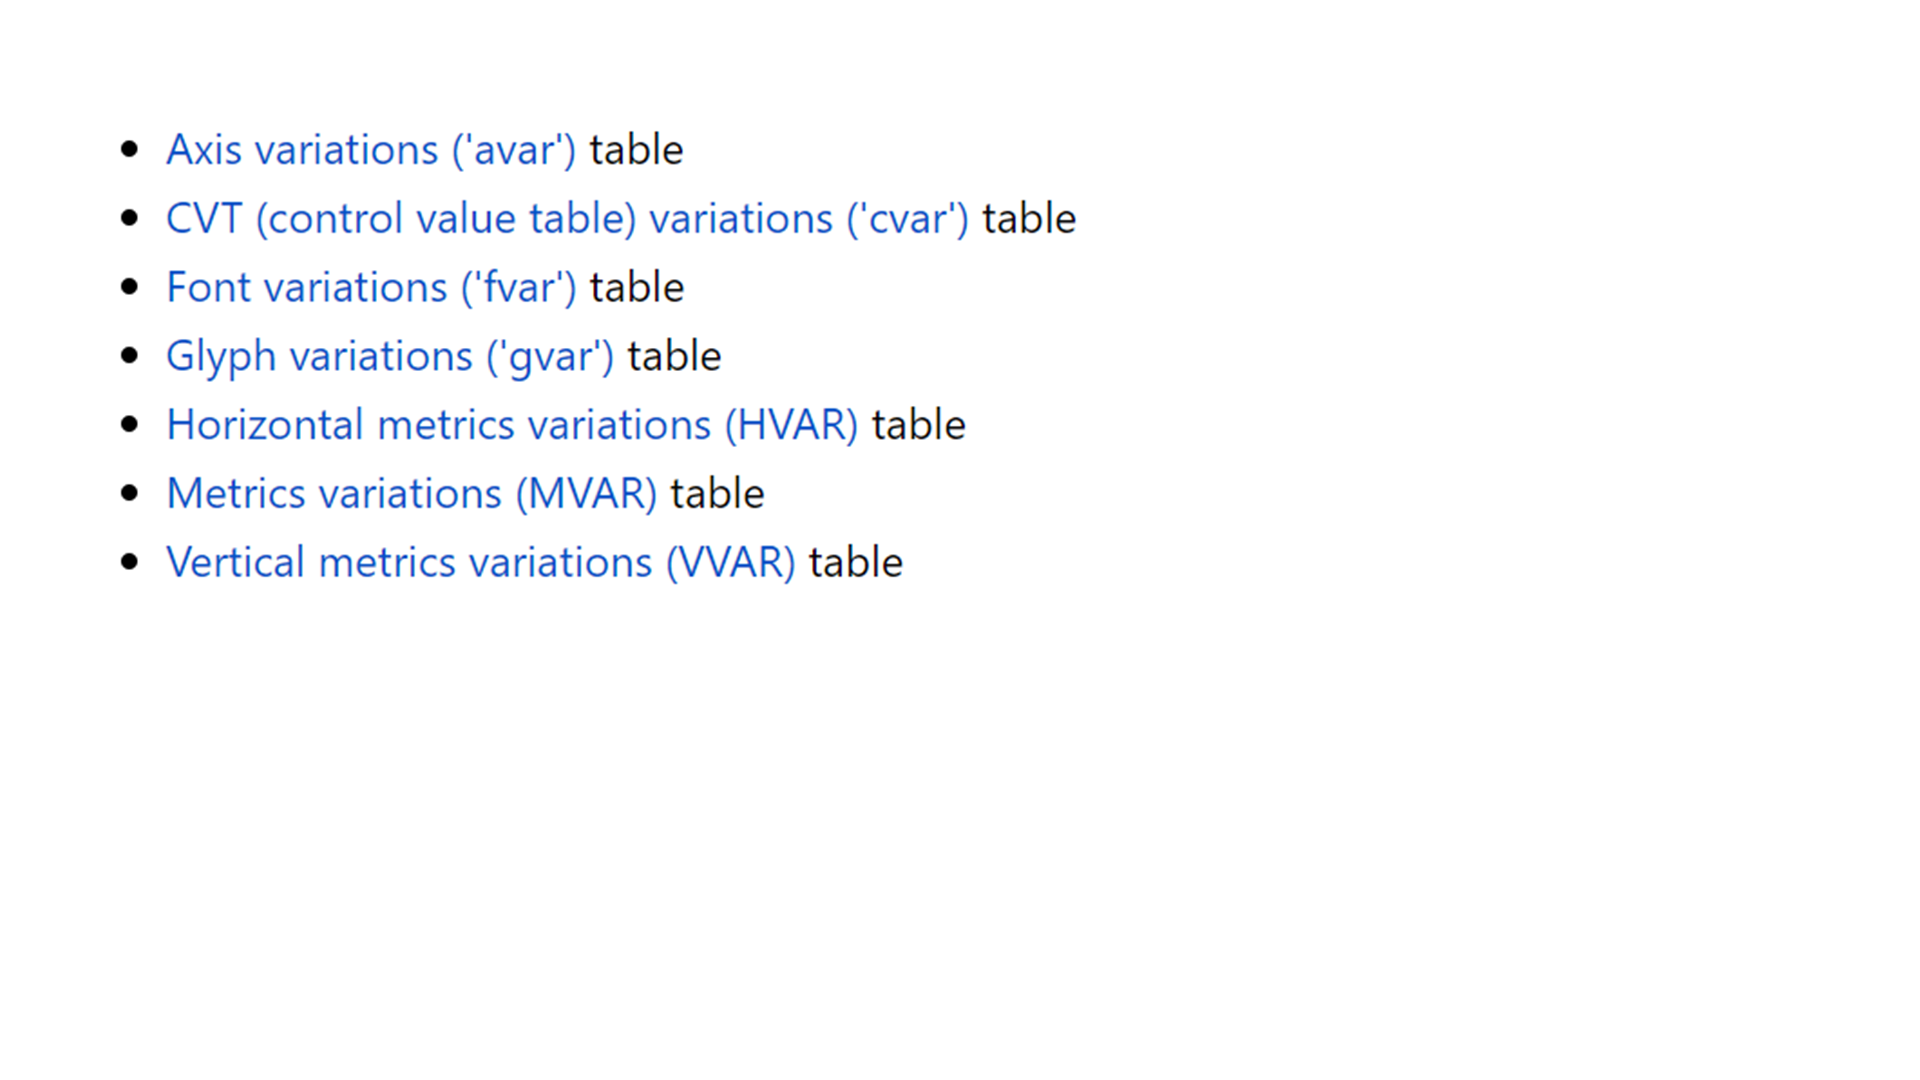 • Axis variations ('avar') table
• CVT (control value table) variations ('cvar') table
• Font variations ('fvar') table
• Glyph variations ('gvar') table
• Horizontal metrics variations (HVAR) table
• Metrics variations (MVAR) table
• Vertical metrics variations (VVAR) table